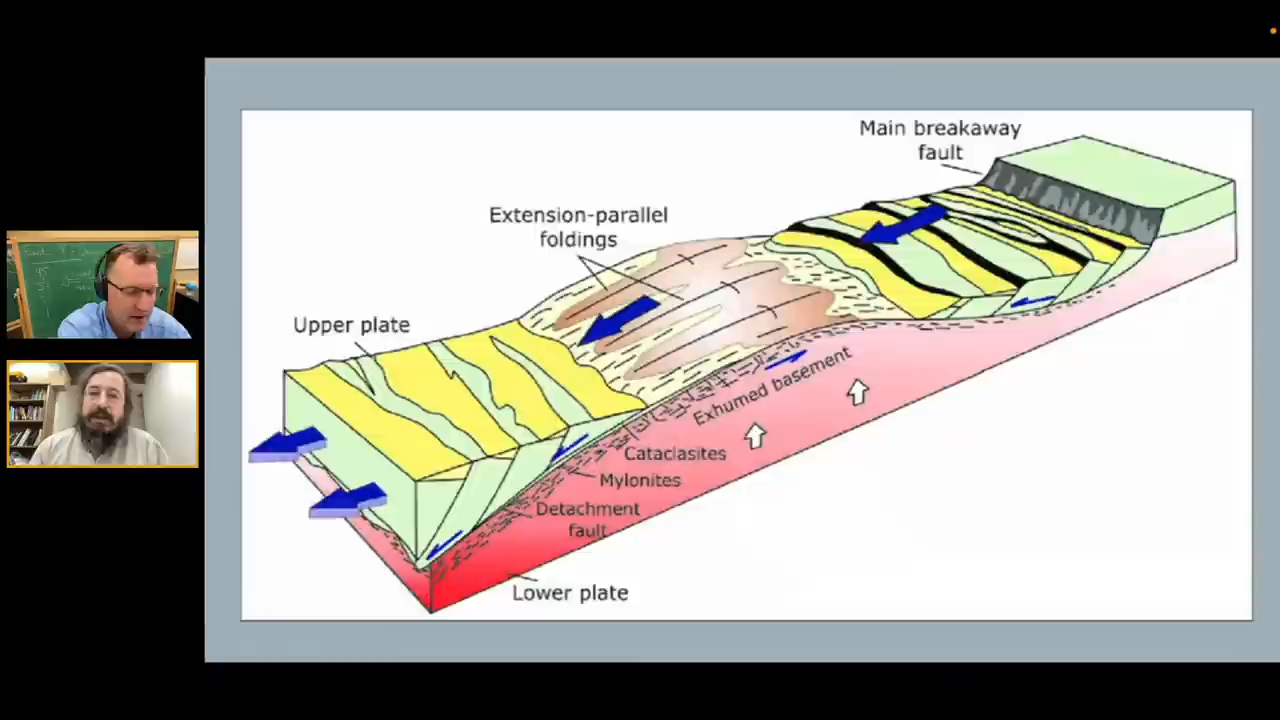 Main breakaway
fault
Extension-parallel
foldings
Upper plate
Exhumed basement
Cataclasites
Mylonites
Detachment
fault
Lower plate